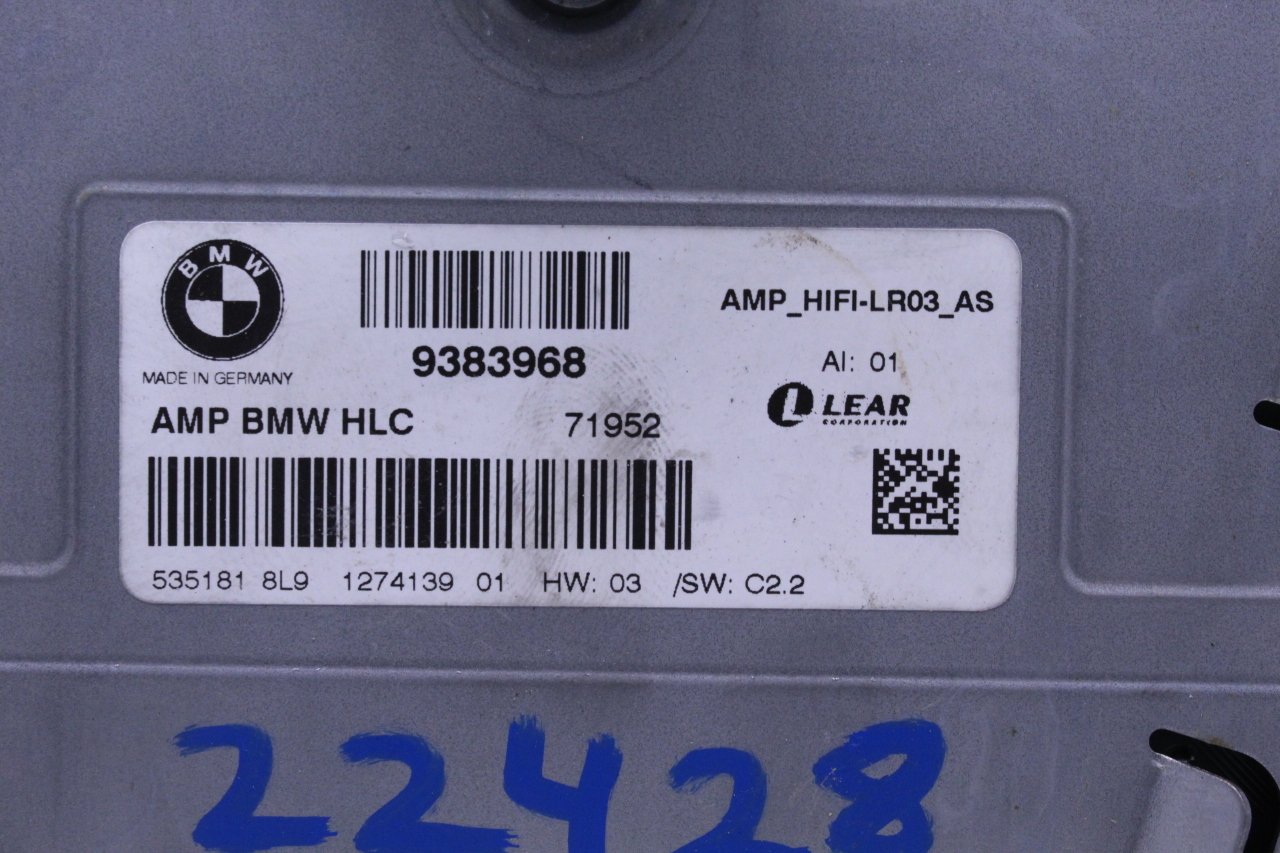 BMW
MADE IN GERMANY
9383968
AMP_HIFI-LR03_AS
AI: 01
LEAR
CORPORATION
AMP BMW HLC 71952
535181 8L9 1274139 01 HW: 03 /SW: C2.2
22428